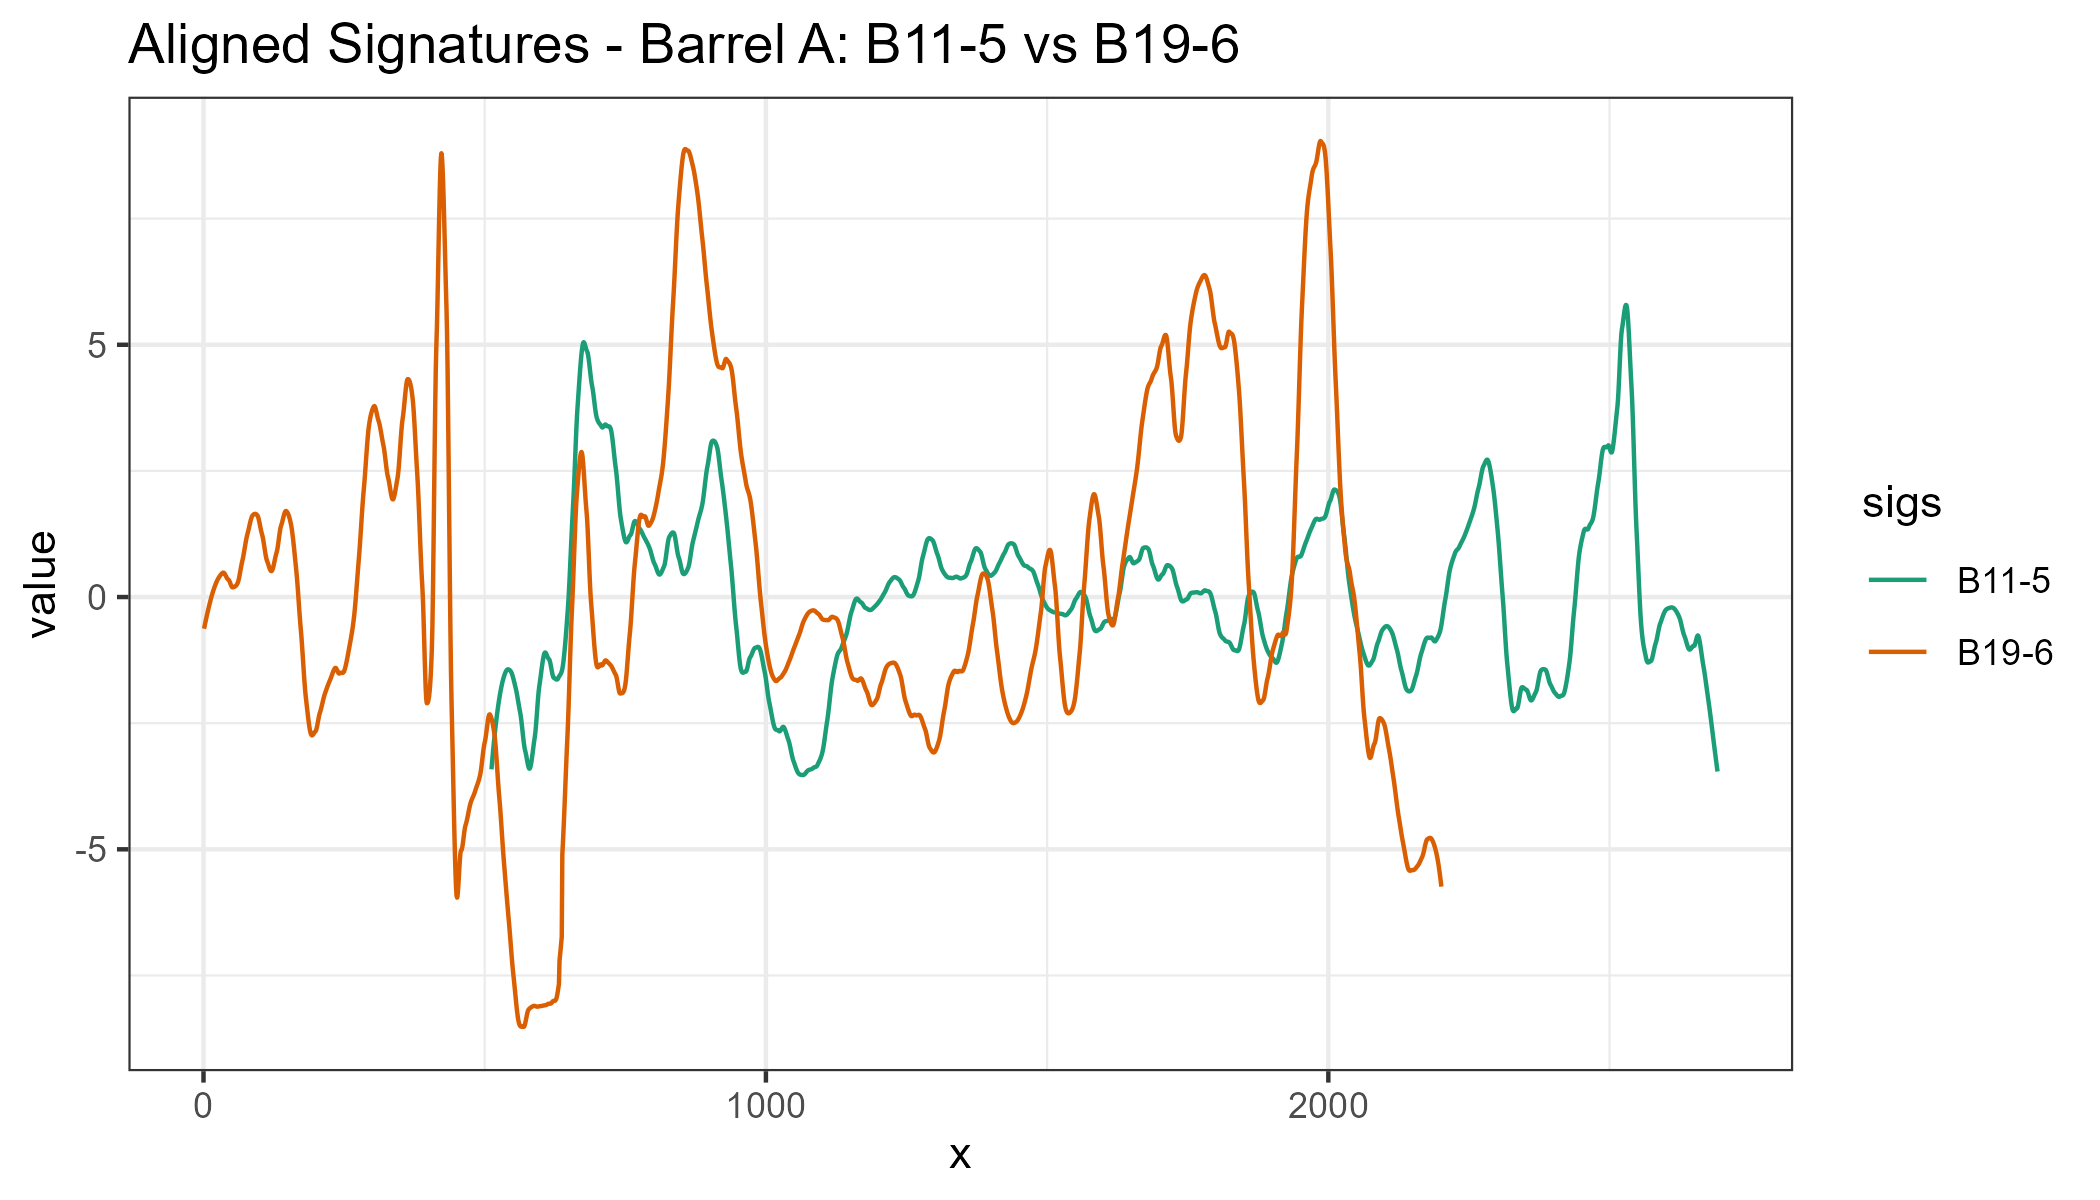 Aligned Signatures - Barrel A: B11-5 vs B19-6
value
5
0
-5
0
1000
2000
x
sigs
B11-5
B19-6